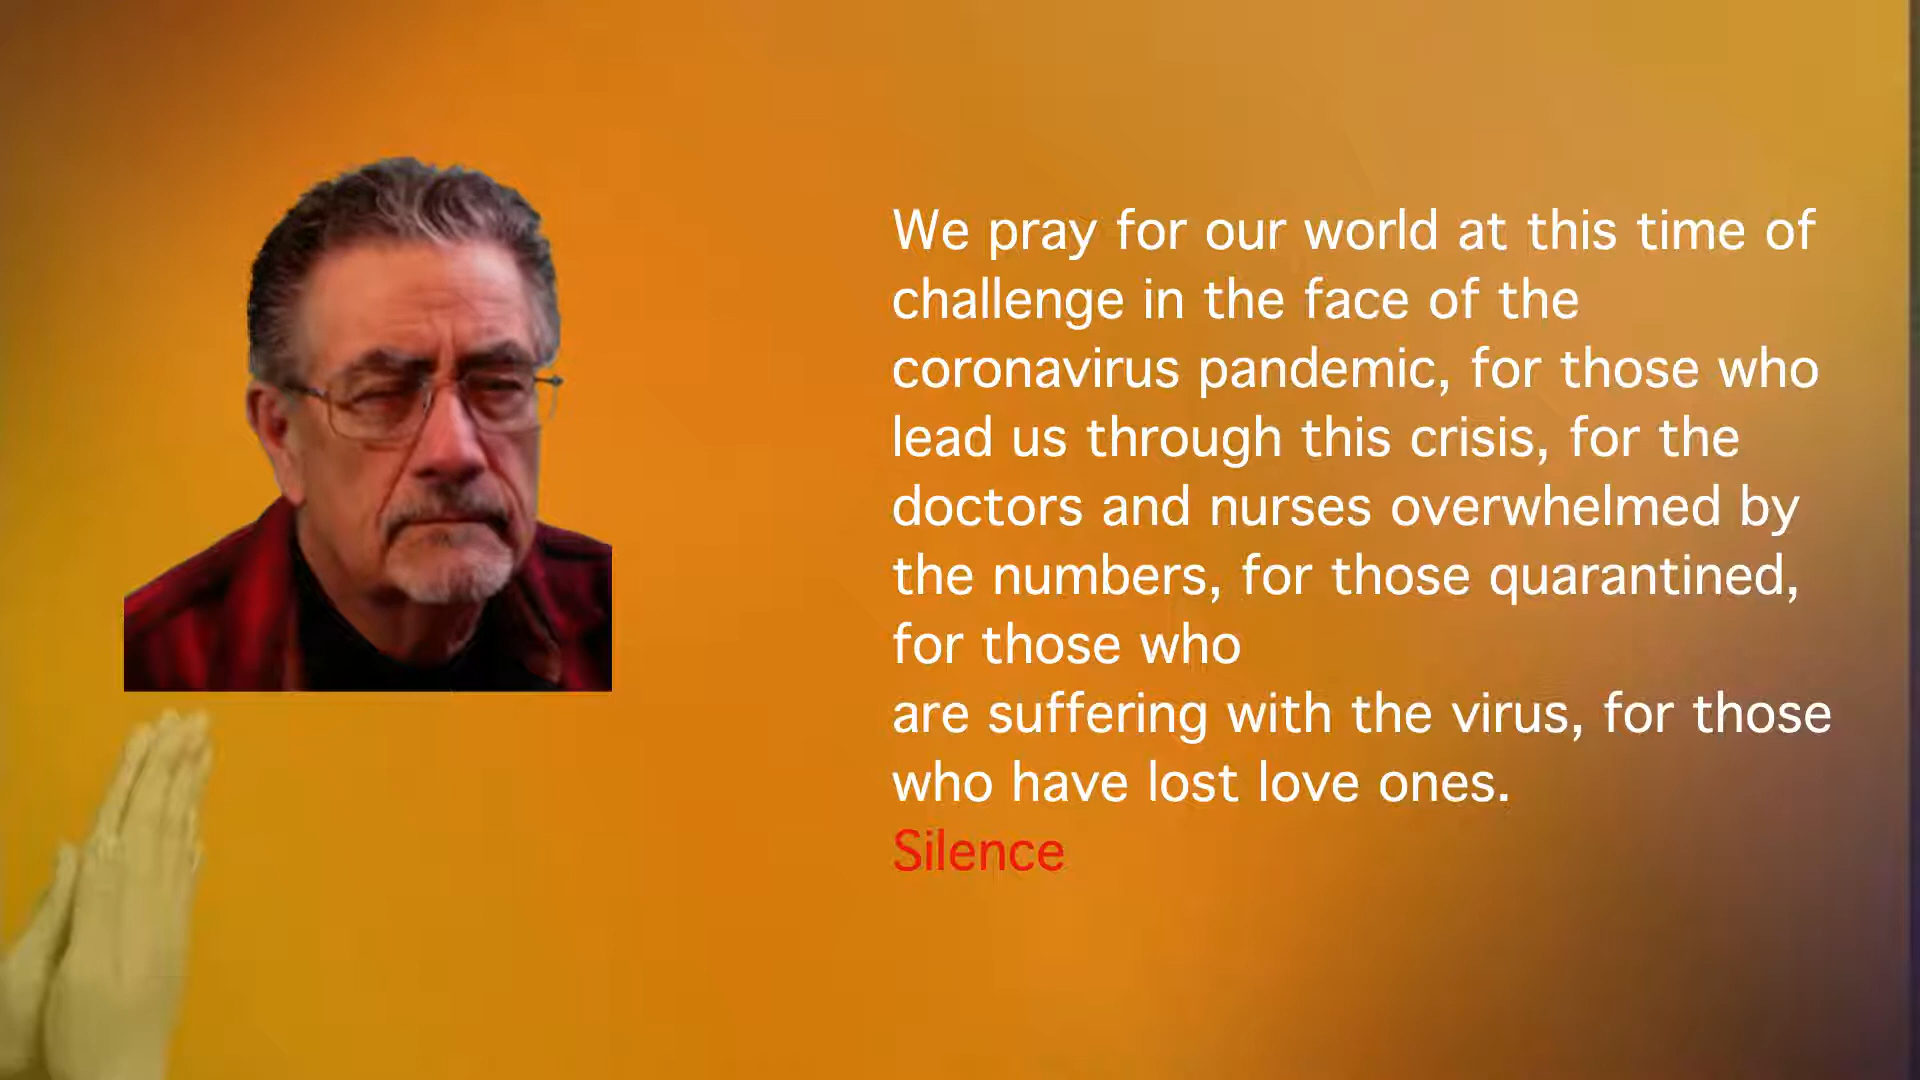 We pray for our world at this time of
challenge in the face of the
coronavirus pandemic, for those who
lead us through this crisis, for the
doctors and nurses overwhelmed by
the numbers, for those quarantined,
for those who
are suffering with the virus, for those
who have lost love ones.
Silence